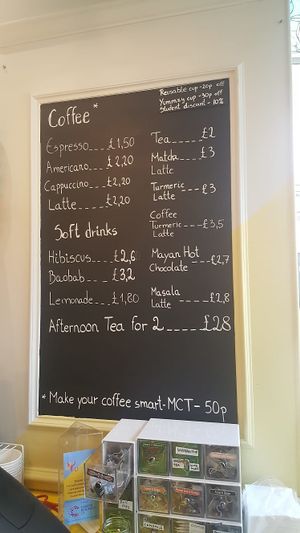 Reusable cup -20p off
Yummzy cup -30p off
Student discount - 10%
Coffee*
Espresso £1,50
Americano £2,20
Cappuccino £2,20
Latte £2,20
Soft drinks
Hibiscus £2,6
Baobab £3,2
Lemonade £1,80
Tea £2
Matcha £3
Latte
Turmeric £3
Latte
Coffee
Turmeric £3,5
Latte
Mayan Hot £2,7
Chocolate
Masala £2,8
Latte
Afternoon Tea for 2 £28
*Make your coffee smart-MCT- 50p